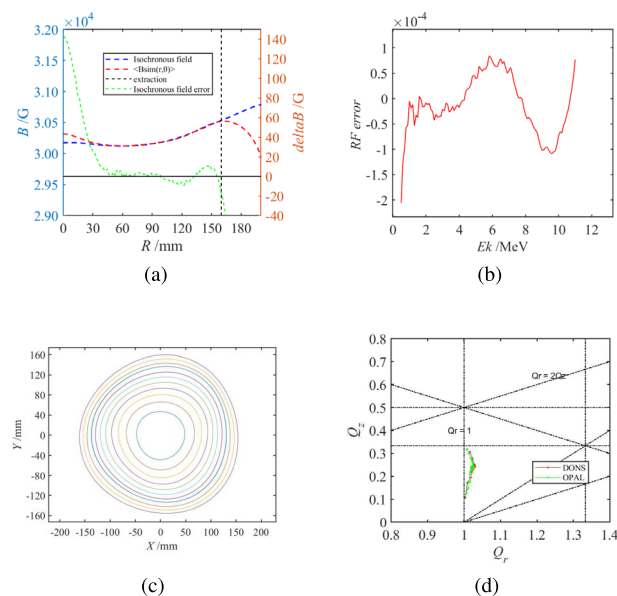 ×10⁴
3.20
3.15
3.10
3.05
3.00
2.95
2.90
B /G
140
120
100
80
60
40
20
0
-20
-40
deltaB /G
Isochronous field
<Bsim(r,0)>
extraction
Isochronous field error
0 30 60 90 120 150 180
R /mm
(a)
×10⁻⁴
1
0.5
0
-0.5
-1
-1.5
-2
RF error
0 2 4 6 8 10 12
Ek /MeV
(b)
160
120
80
40
0
-40
-80
-120
-160
Y /mm
-200 -150 -100 -50 0 50 100 150 200
X /mm
(c)
0.8
0.7
0.6
0.5
0.4
0.3
0.2
0.1
0
Qz
Qr = 2Qz
Qr = 1
DONS
OPAL
0.8 0.9 1 1.1 1.2 1.3 1.4
Qr
(d)